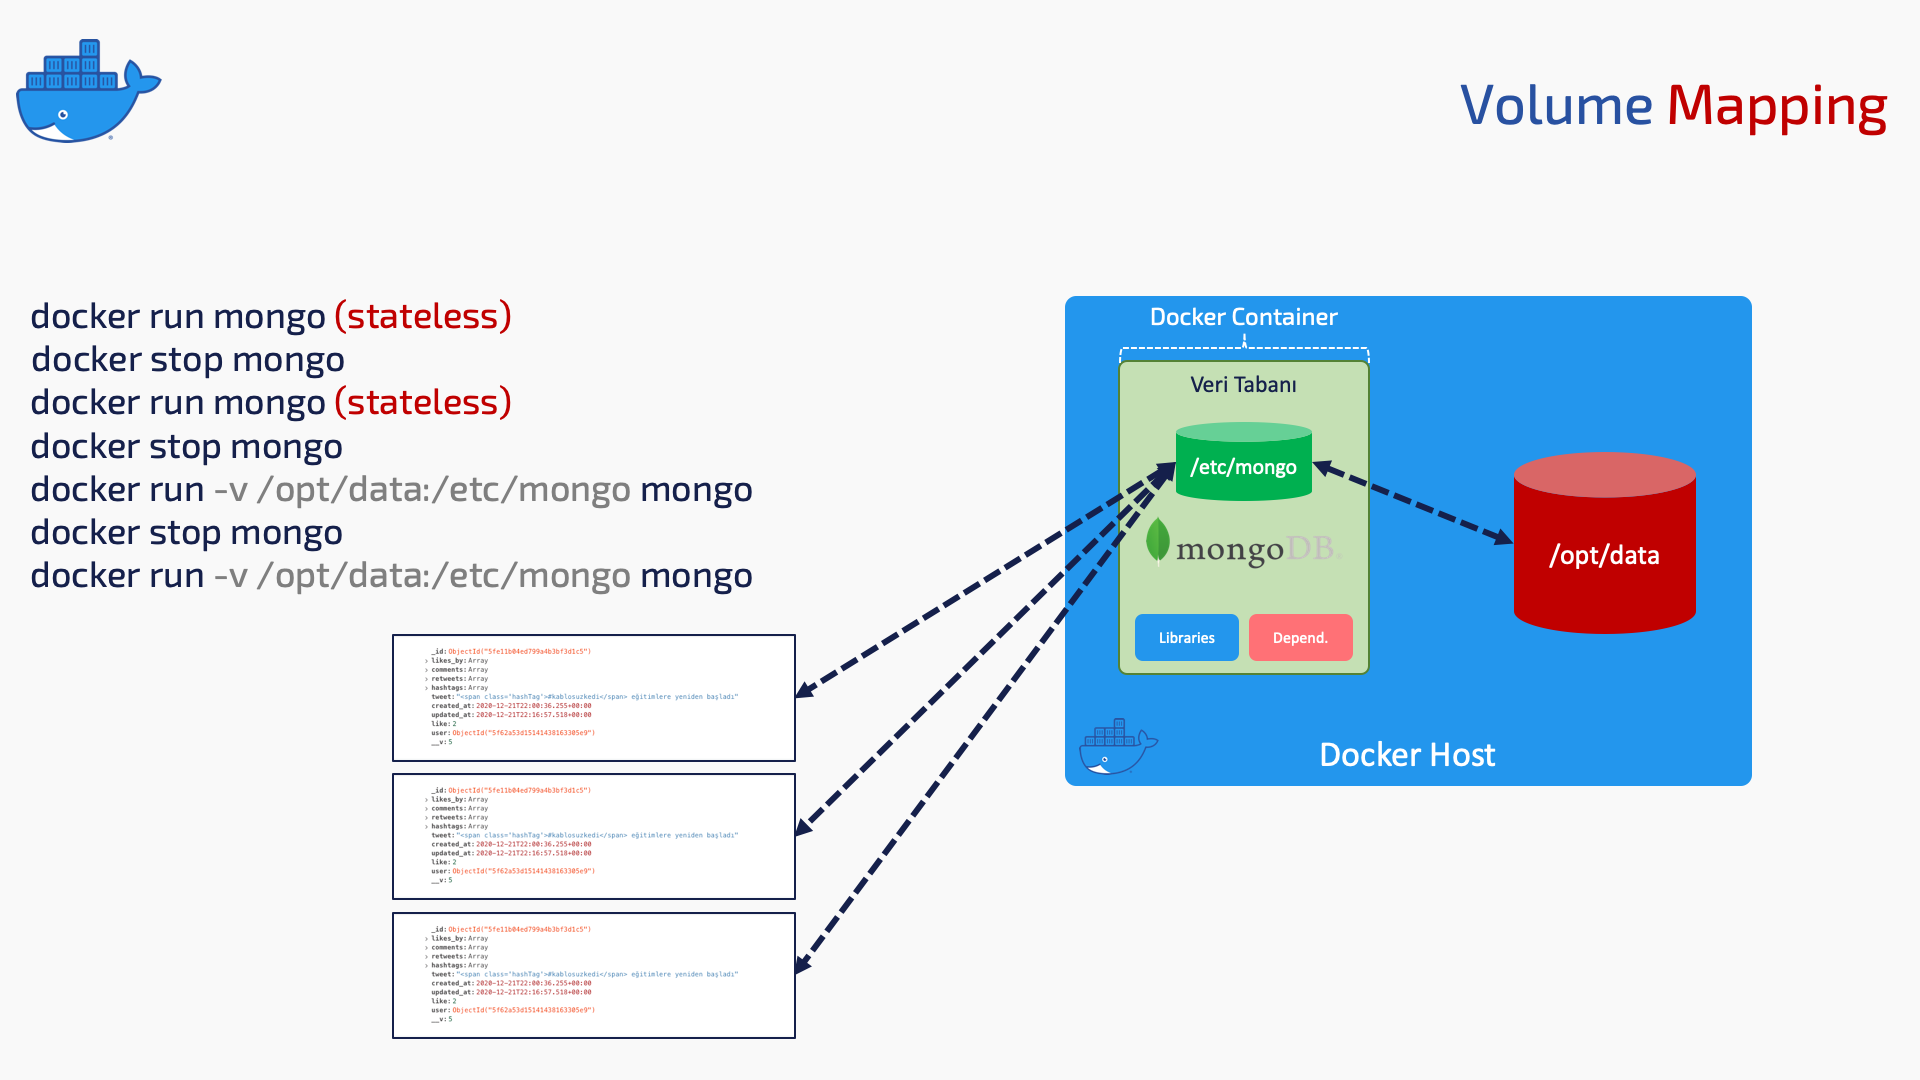 Volume Mapping
docker run mongo (stateless)
docker stop mongo
docker run mongo (stateless)
docker stop mongo
docker run -v /opt/data:/etc/mongo mongo
docker stop mongo
docker run -v /opt/data:/etc/mongo mongo
Docker Container
Veri Tabanı
/etc/mongo
mongoDB.
Libraries
Depend.
/opt/data
Docker Host
_id: ObjectId("5fe11b04ed799a4b3bf3d1c5")
> likes_by: Array
> comments: Array
> retweets: Array
> hashtags: Array
tweet: "<span class='hashTag'>#kablosuzkedi</span> eğitimlere yeniden başladı"
created_at: 2020-12-21T22:00:36.255+00:00
updated_at: 2020-12-21T22:16:57.518+00:00
like: 2
user: ObjectId("5f62a53d15141438163305e9")
__v: 5
_id: ObjectId("5fe11b04ed799a4b3bf3d1c5")
> likes_by: Array
> comments: Array
> retweets: Array
> hashtags: Array
tweet: "<span class='hashTag'>#kablosuzkedi</span> eğitimlere yeniden başladı"
created_at: 2020-12-21T22:00:36.255+00:00
updated_at: 2020-12-21T22:16:57.518+00:00
like: 2
user: ObjectId("5f62a53d15141438163305e9")
__v: 5
_id: ObjectId("5fe11b04ed799a4b3bf3d1c5")
> likes_by: Array
> comments: Array
> retweets: Array
> hashtags: Array
tweet: "<span class='hashTag'>#kablosuzkedi</span> eğitimlere yeniden başladı"
created_at: 2020-12-21T22:00:36.255+00:00
updated_at: 2020-12-21T22:16:57.518+00:00
like: 2
user: ObjectId("5f62a53d15141438163305e9")
__v: 5